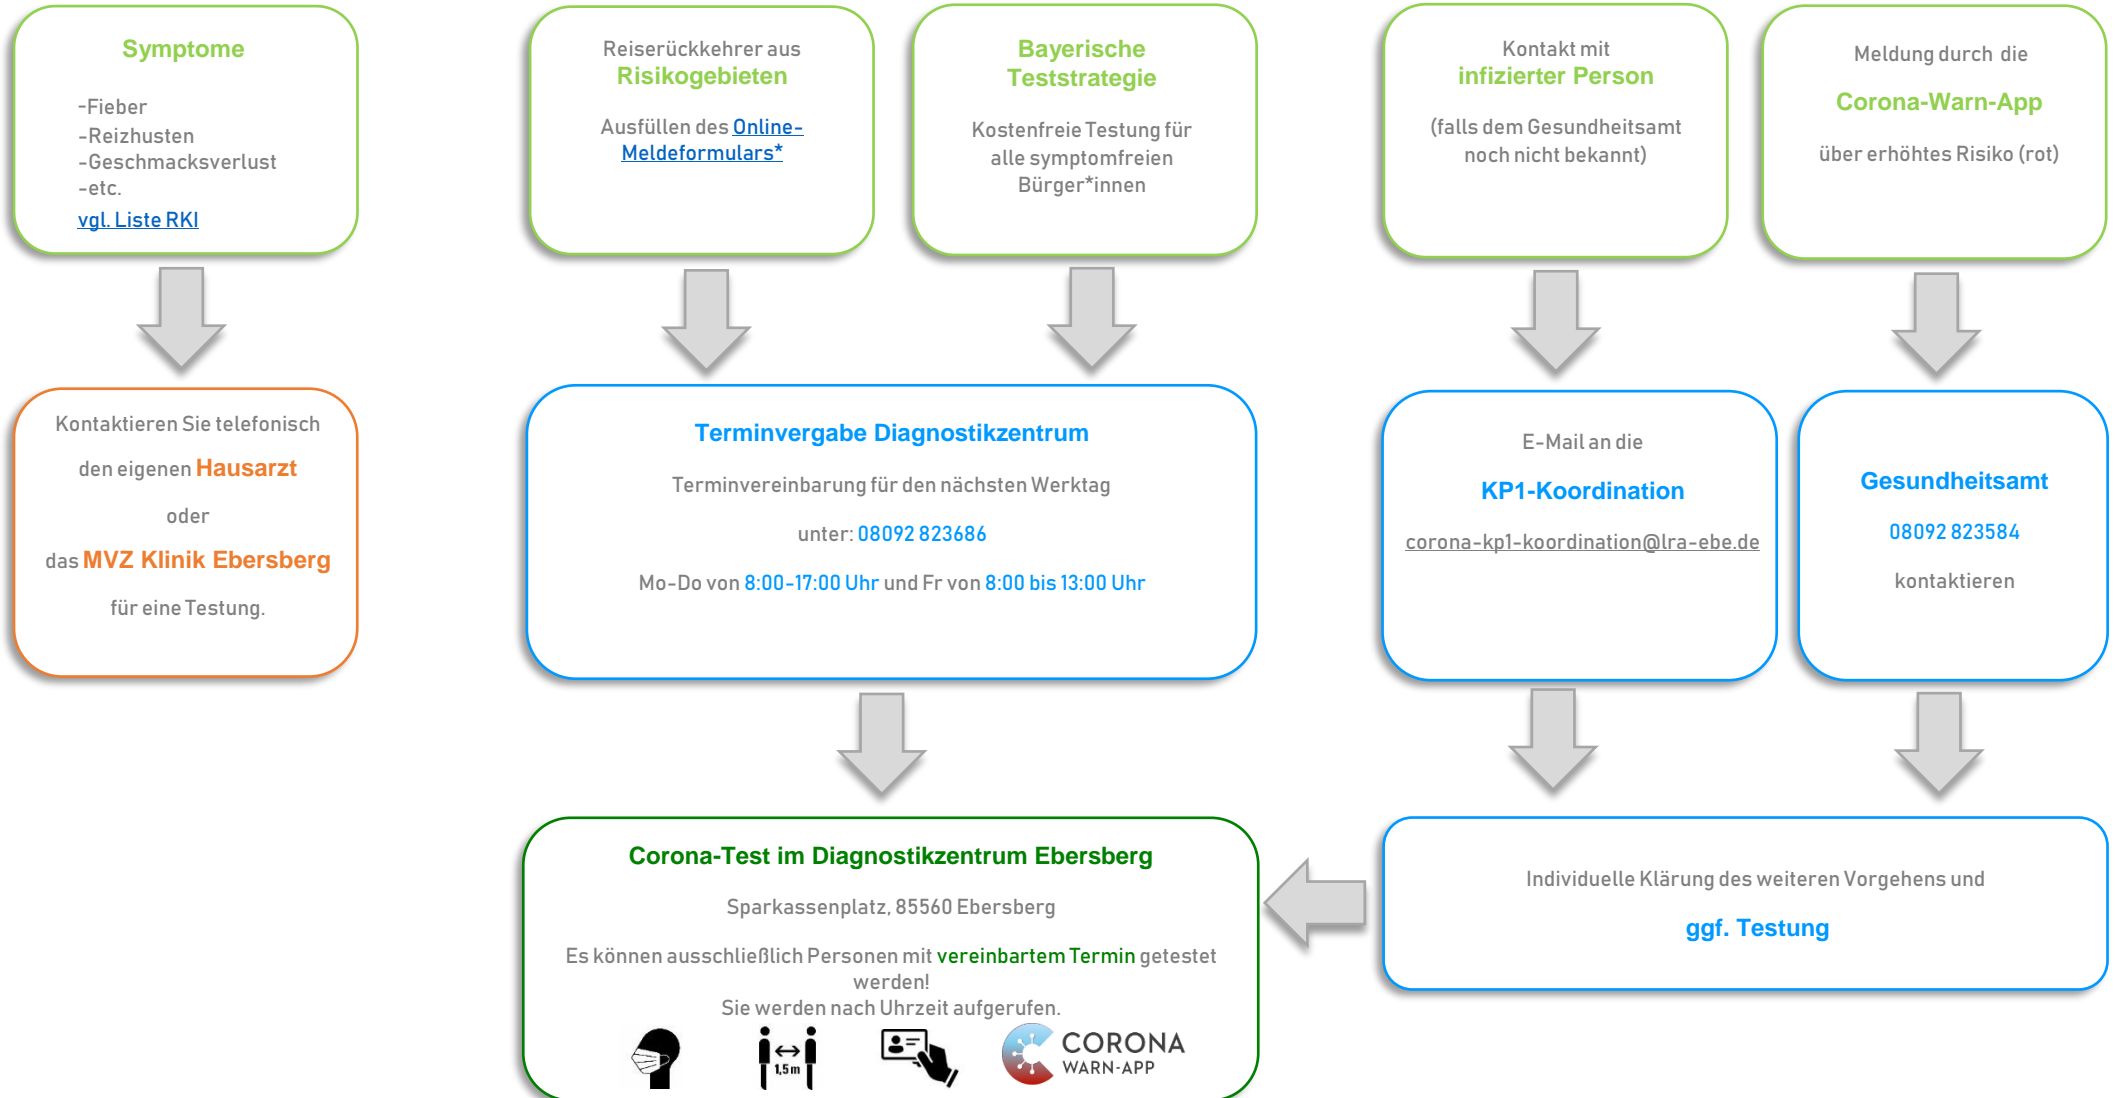 Symptome
-Fieber
-Reizhusten
-Geschmacksverlust
-etc.
vgl. Liste RKI
Reiserückkehrer aus
Risikogebieten
Ausfüllen des Online-
Meldeformulars*
Bayerische
Teststrategie
Kostenfreie Testung für
alle symptomfreien
Bürger*innen
Kontakt mit
infizierter Person
(falls dem Gesundheitsamt
noch nicht bekannt)
Meldung durch die
Corona-Warn-App
über erhöhtes Risiko (rot)
Kontaktieren Sie telefonisch
den eigenen Hausarzt
oder
das MVZ Klinik Ebersberg
für eine Testung.
Terminvergabe Diagnostikzentrum
Terminvereinbarung für den nächsten Werktag
unter: 08092 823686
Mo-Do von 8:00-17:00 Uhr und Fr von 8:00 bis 13:00 Uhr
E-Mail an die
KP1-Koordination
corona-kp1-koordination@lra-ebe.de
Gesundheitsamt
08092 823584
kontaktieren
Corona-Test im Diagnostikzentrum Ebersberg
Sparkassenplatz, 85560 Ebersberg
Es können ausschließlich Personen mit vereinbartem Termin getestet
werden!
Sie werden nach Uhrzeit aufgerufen.
1,5 m
CORONA
WARN-APP
Individuelle Klärung des weiteren Vorgehens und
ggf. Testung